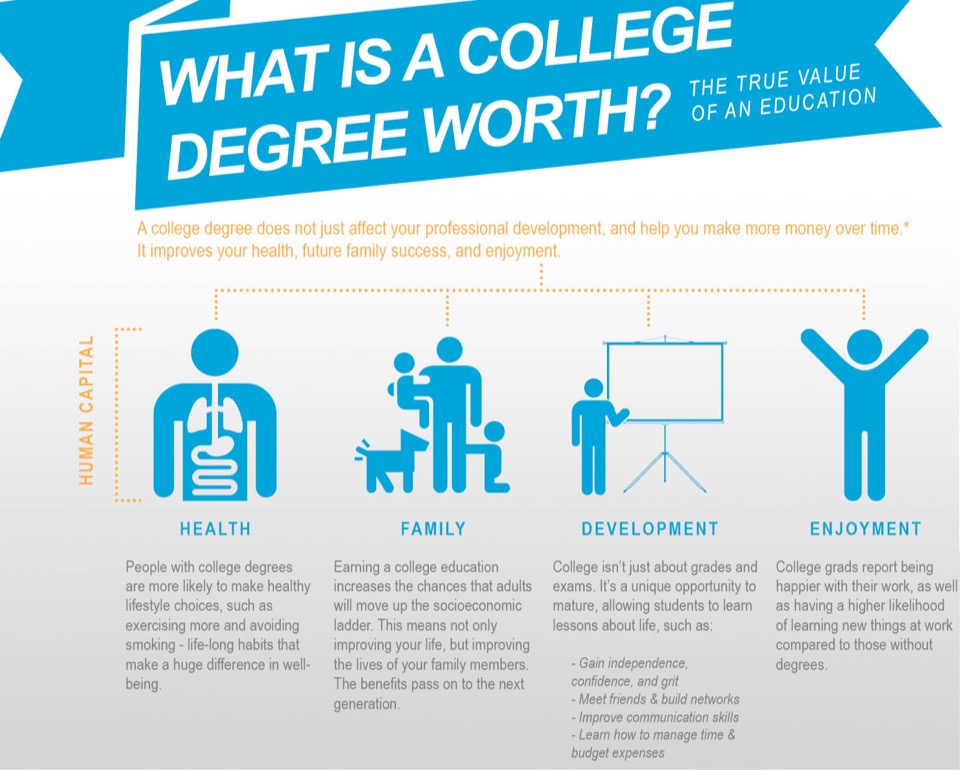 WHAT IS A COLLEGE
DEGREE WORTH?
THE TRUE VALUE
OF AN EDUCATION
A college degree does not just affect your professional development, and help you make more money over time.*
It improves your health, future family success, and enjoyment.
HUMAN CAPITAL
HEALTH
People with college degrees
are more likely to make healthy
lifestyle choices, such as
exercising more and avoiding
smoking - life-long habits that
make a huge difference in well-
being.
FAMILY
Earning a college education
increases the chances that adults
will move up the socioeconomic
ladder. This means not only
improving your life, but improving
the lives of your family members.
The benefits pass on to the next
generation.
DEVELOPMENT
College isn't just about grades and
exams. It's a unique opportunity to
mature, allowing students to learn
lessons about life, such as:
- Gain independence,
confidence, and grit
- Meet friends & build networks
- Improve communication skills
- Learn how to manage time &
budget expenses
ENJOYMENT
College grads report being
happier with their work, as well
as having a higher likelihood
of learning new things at work
compared to those without
degrees.